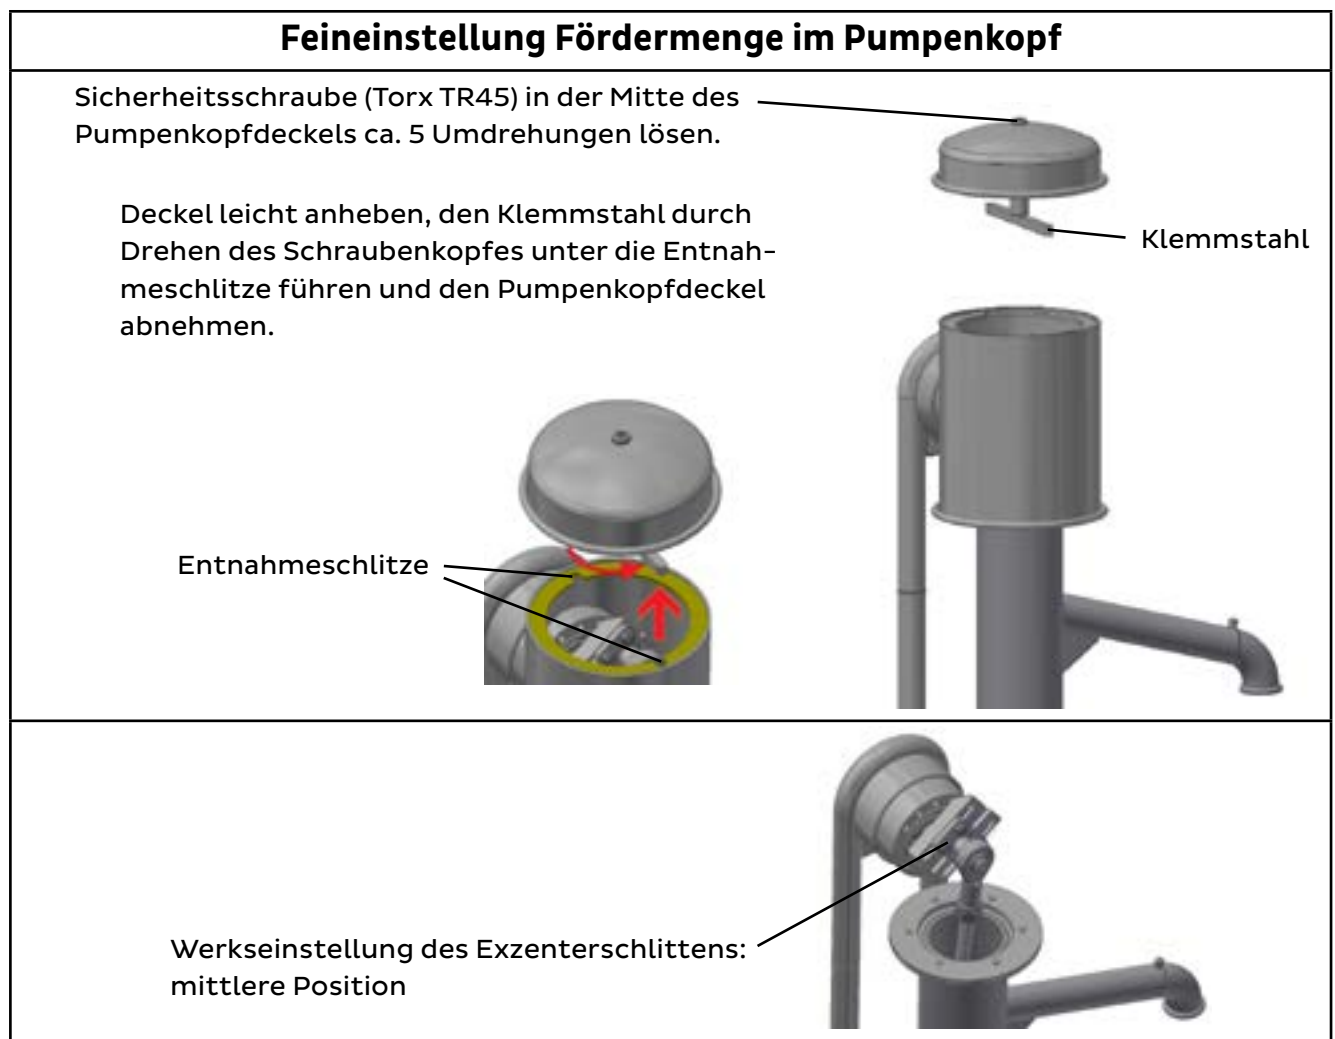 Feineinstellung Fördermenge im Pumpenkopf
Sicherheitsschraube (Torx TR45) in der Mitte des
Pumpenkopfdeckels ca. 5 Umdrehungen lösen.
Deckel leicht anheben, den Klemmstahl durch
Drehen des Schraubenkopfes unter die Entnah-
meschlitze führen und den Pumpenkopfdeckel
abnehmen.
Klemmstahl
Entnahmeschlitze
Werkseinstellung des Exzenterschlittens:
mittlere Position